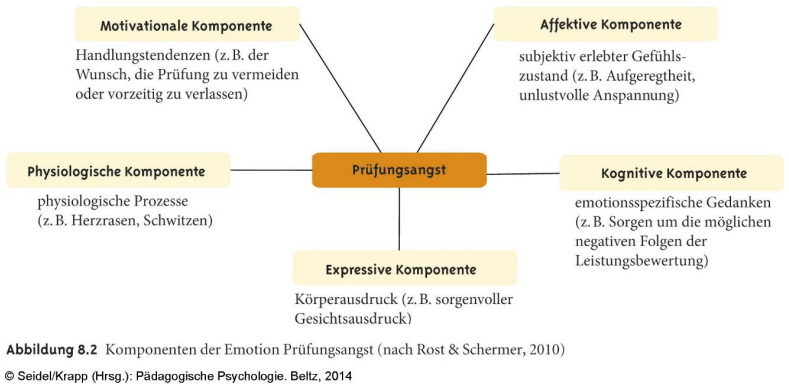 Motivationale Komponente
Handlungstendenzen (z. B. der
Wunsch, die Prüfung zu vermeiden
oder vorzeitig zu verlassen)
Affektive Komponente
subjektiv erlebter Gefühls-
zustand (z. B. Aufgeregtheit,
unlustvolle Anspannung)
Physiologische Komponente
physiologische Prozesse
(z. B. Herzrasen, Schwitzen)
Prüfungsangst
Kognitive Komponente
emotionsspezifische Gedanken
(z. B. Sorgen um die möglichen
negativen Folgen der
Leistungsbewertung)
Expressive Komponente
Körperausdruck (z. B. sorgenvoller
Gesichtsausdruck)
Abbildung 8.2 Komponenten der Emotion Prüfungsangst (nach Rost & Schermer, 2010)
© Seidel/Krapp (Hrsg.): Pädagogische Psychologie. Beltz, 2014